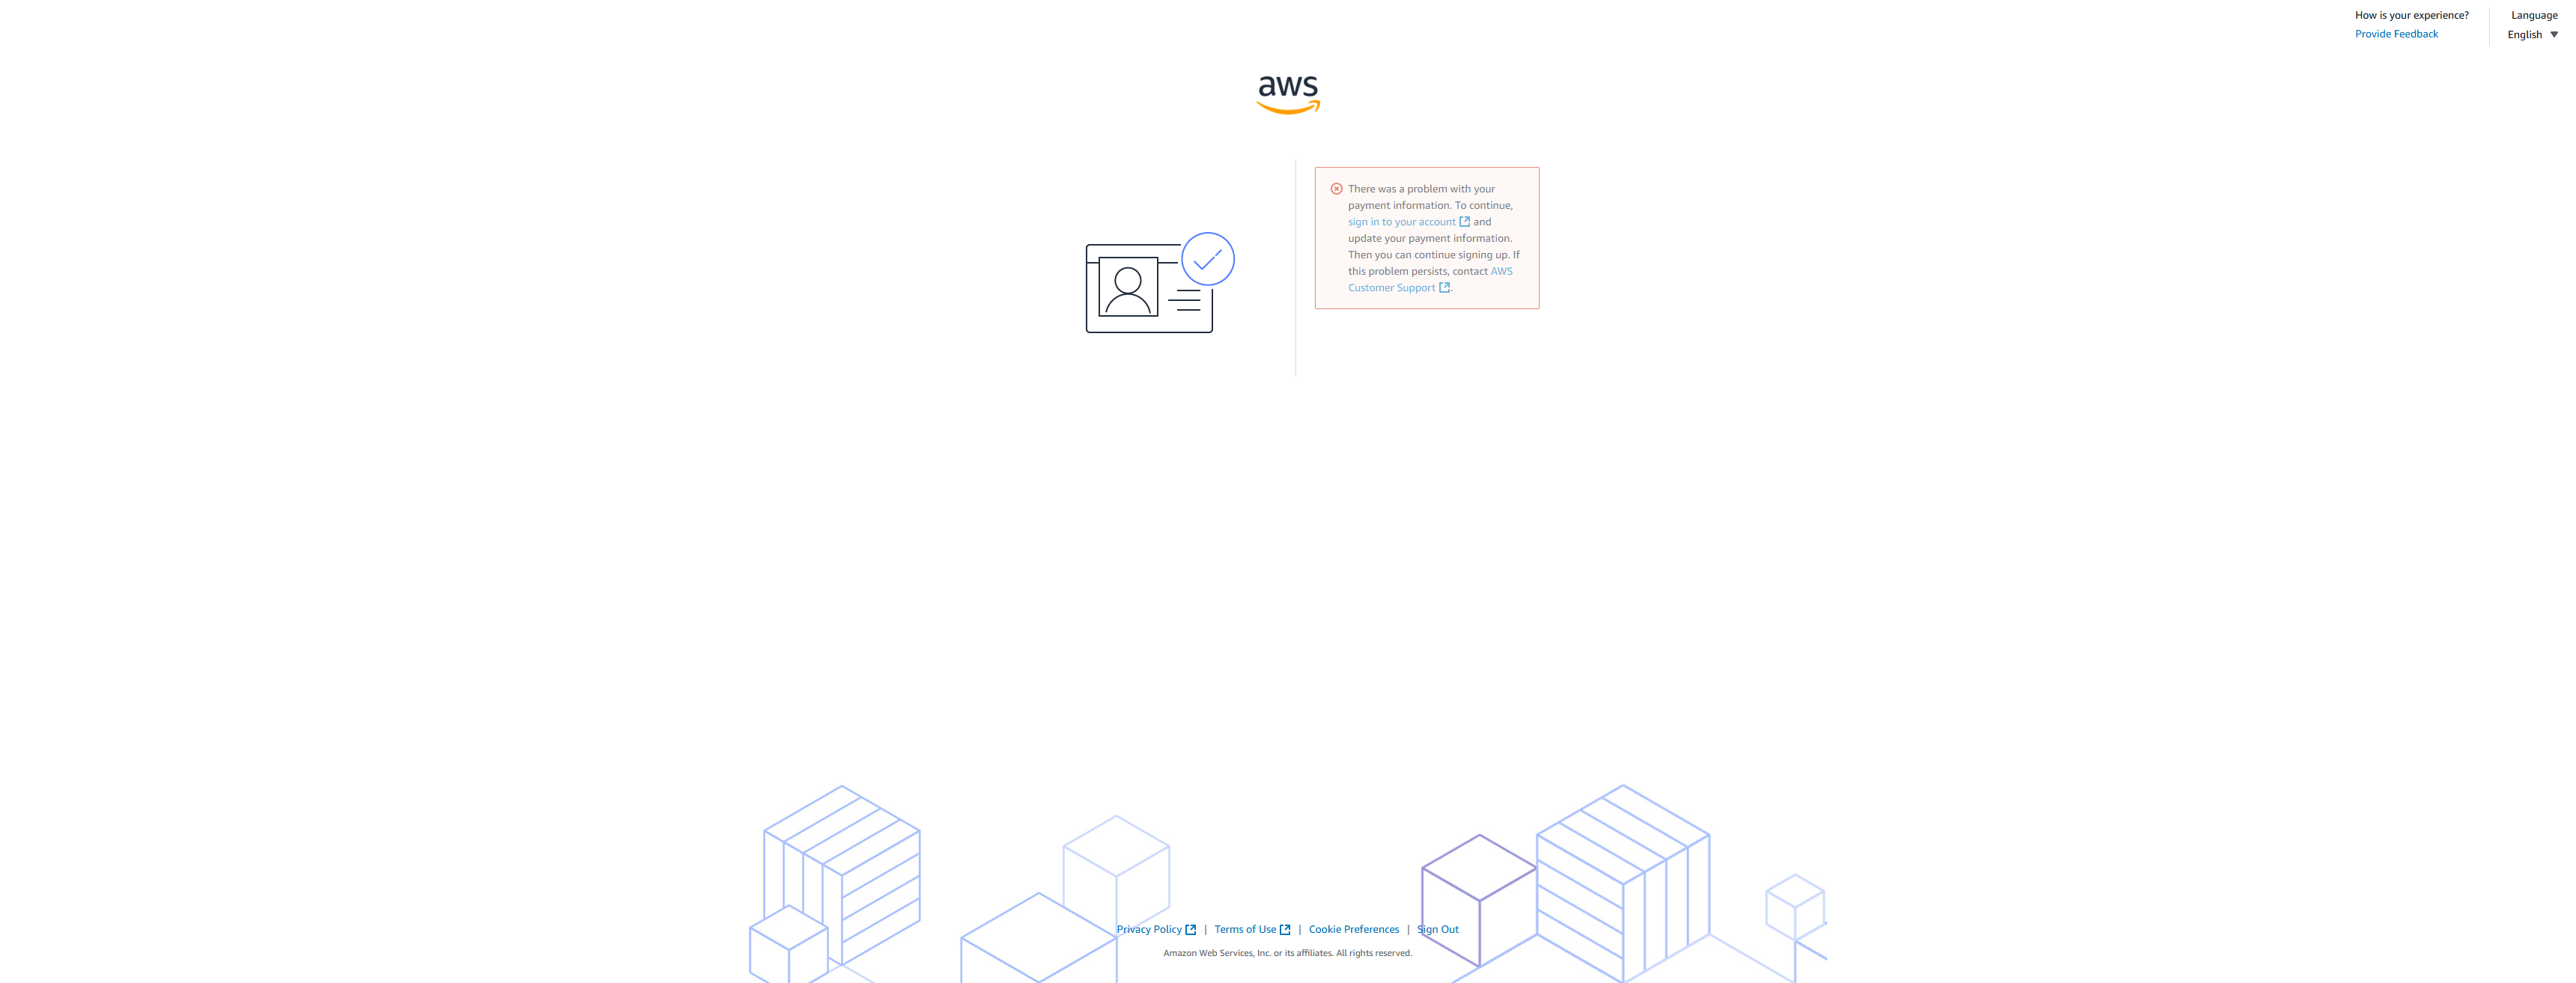 How is your experience?
Provide Feedback
Language
English
aws
There was a problem with your
payment information. To continue,
sign in to your account and
update your payment information.
Then you can continue signing up. If
this problem persists, contact AWS
Customer Support.
Privacy Policy | Terms of Use | Cookie Preferences | Sign Out
Amazon Web Services, Inc. or its affiliates. All rights reserved.